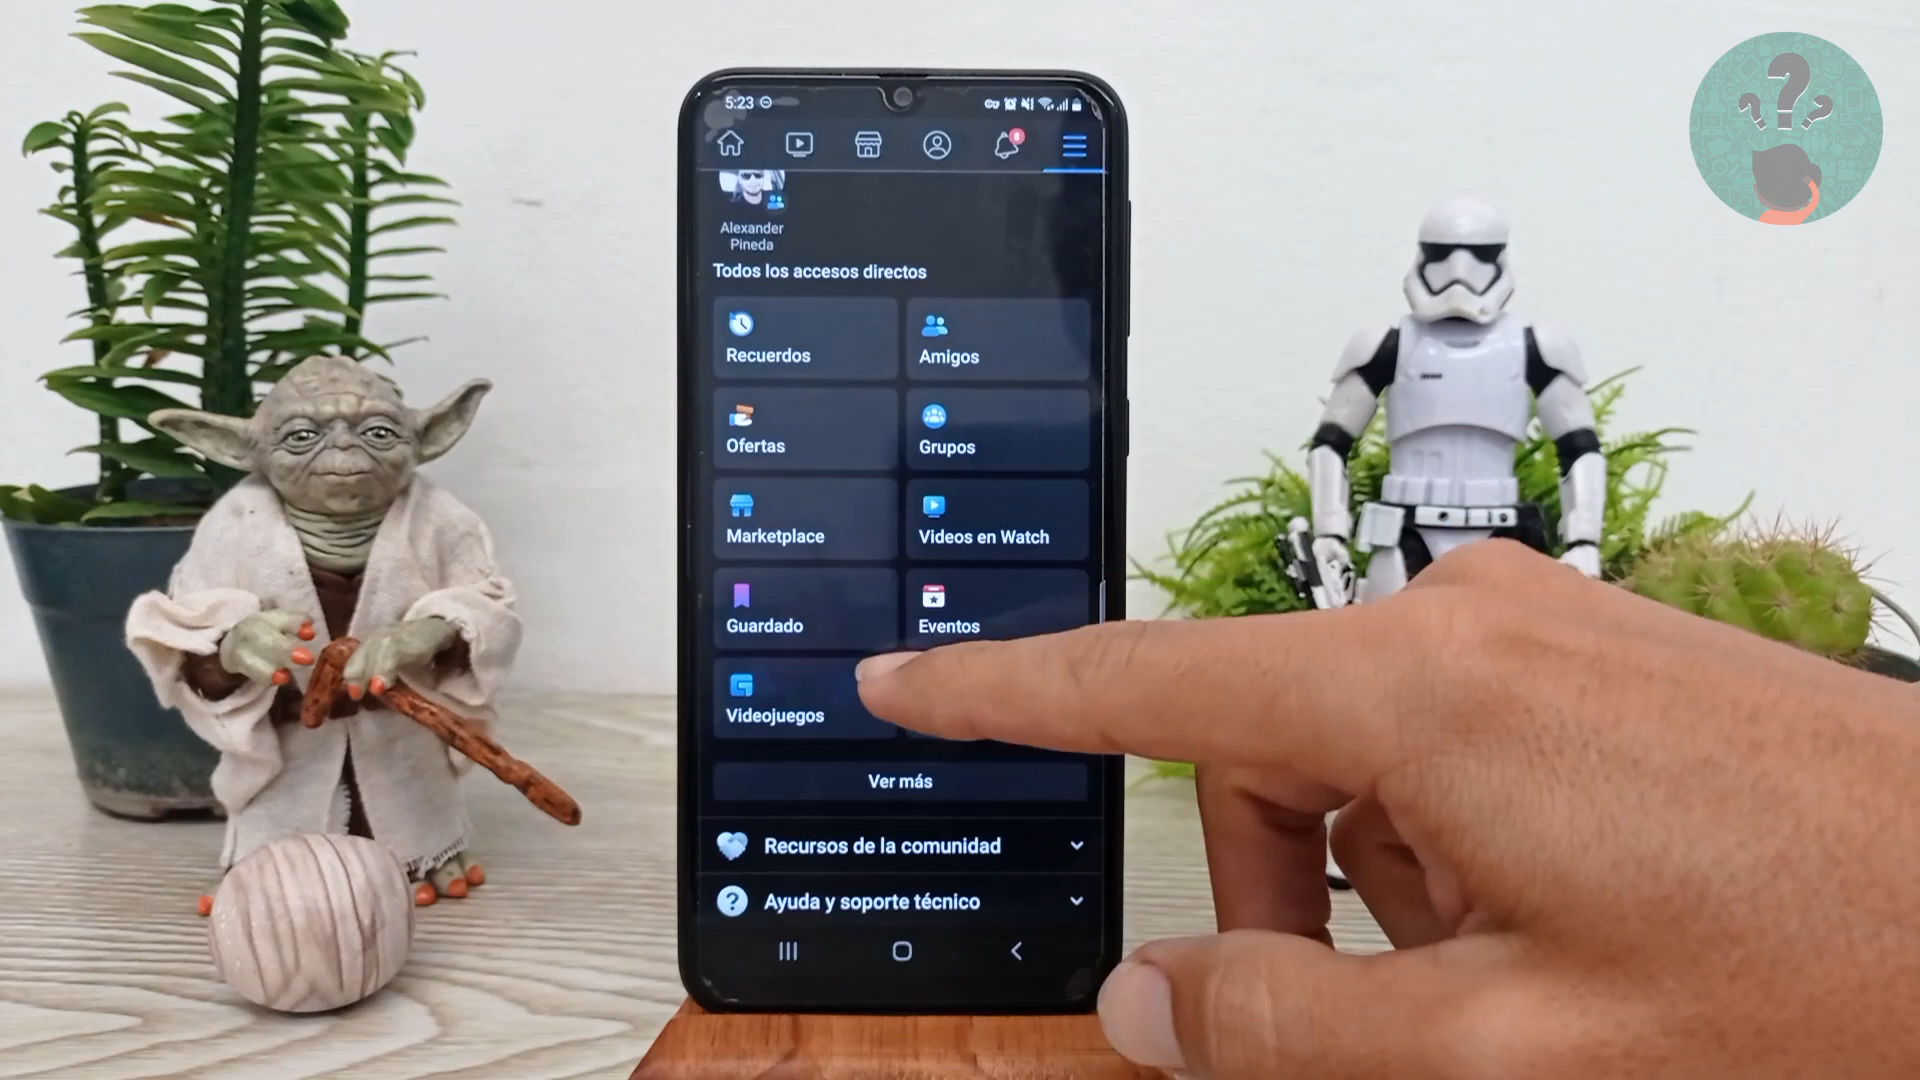 5:23
8
Alexander
Pineda
Todos los accesos directos
Recuerdos
Amigos
Ofertas
Grupos
Marketplace
Videos en Watch
Guardado
Eventos
Videojuegos
Ver más
Recursos de la comunidad
Ayuda y soporte técnico